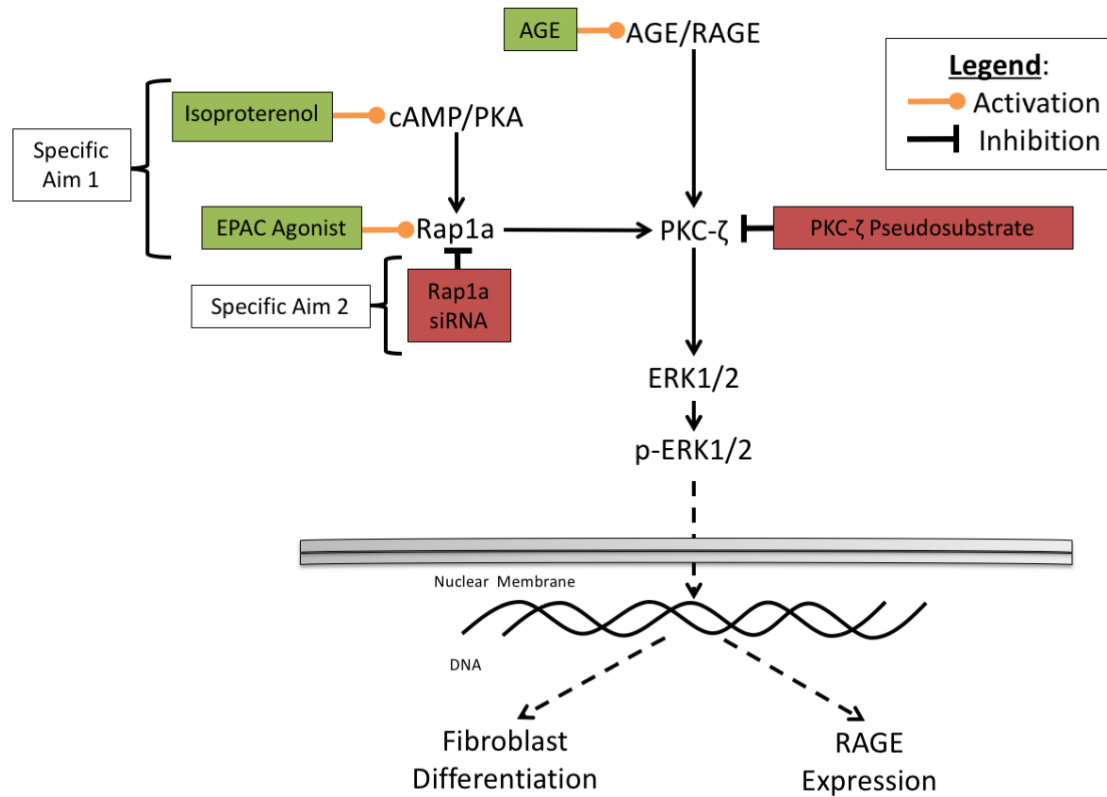 AGE
AGE/RAGE
Legend:
Activation
Inhibition
Isoproterenol
cAMP/PKA
Specific
Aim 1
EPAC Agonist
Rap1a
PKC-ζ
PKC-ζ Pseudosubstrate
Specific Aim 2
Rap1a
siRNA
ERK1/2
p-ERK1/2
Nuclear Membrane
DNA
Fibroblast
Differentiation
RAGE
Expression